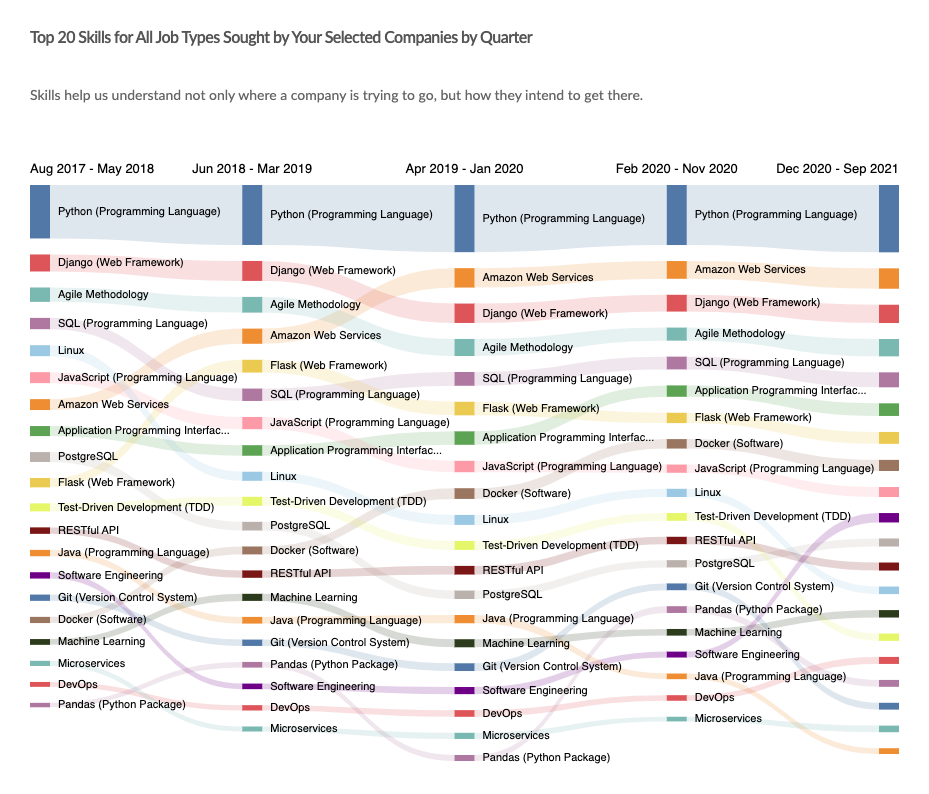 Top 20 Skills for All Job Types Sought by Your Selected Companies by Quarter
Skills help us understand not only where a company is trying to go, but how they intend to get there.
Aug 2017 - May 2018
Jun 2018 - Mar 2019
Apr 2019 - Jan 2020
Feb 2020 - Nov 2020
Dec 2020 - Sep 2021
Python (Programming Language)
Django (Web Framework)
Agile Methodology
SQL (Programming Language)
Linux
JavaScript (Programming Language)
Amazon Web Services
Application Programming Interfac...
PostgreSQL
Flask (Web Framework)
Test-Driven Development (TDD)
RESTful API
Java (Programming Language)
Software Engineering
Git (Version Control System)
Docker (Software)
Machine Learning
Microservices
DevOps
Pandas (Python Package)
Python (Programming Language)
Django (Web Framework)
Agile Methodology
Amazon Web Services
Flask (Web Framework)
SQL (Programming Language)
JavaScript (Programming Language)
Application Programming Interfac...
Linux
Test-Driven Development (TDD)
PostgreSQL
Docker (Software)
RESTful API
Machine Learning
Java (Programming Language)
Git (Version Control System)
Pandas (Python Package)
Software Engineering
DevOps
Microservices
Python (Programming Language)
Amazon Web Services
Django (Web Framework)
Agile Methodology
SQL (Programming Language)
Flask (Web Framework)
Application Programming Interfac...
JavaScript (Programming Language)
Docker (Software)
Linux
Test-Driven Development (TDD)
RESTful API
PostgreSQL
Java (Programming Language)
Machine Learning
Git (Version Control System)
Software Engineering
DevOps
Microservices
Pandas (Python Package)
Python (Programming Language)
Amazon Web Services
Django (Web Framework)
Agile Methodology
SQL (Programming Language)
Application Programming Interfac...
Flask (Web Framework)
Docker (Software)
JavaScript (Programming Language)
Linux
Test-Driven Development (TDD)
RESTful API
PostgreSQL
Git (Version Control System)
Pandas (Python Package)
Machine Learning
Software Engineering
Java (Programming Language)
DevOps
Microservices